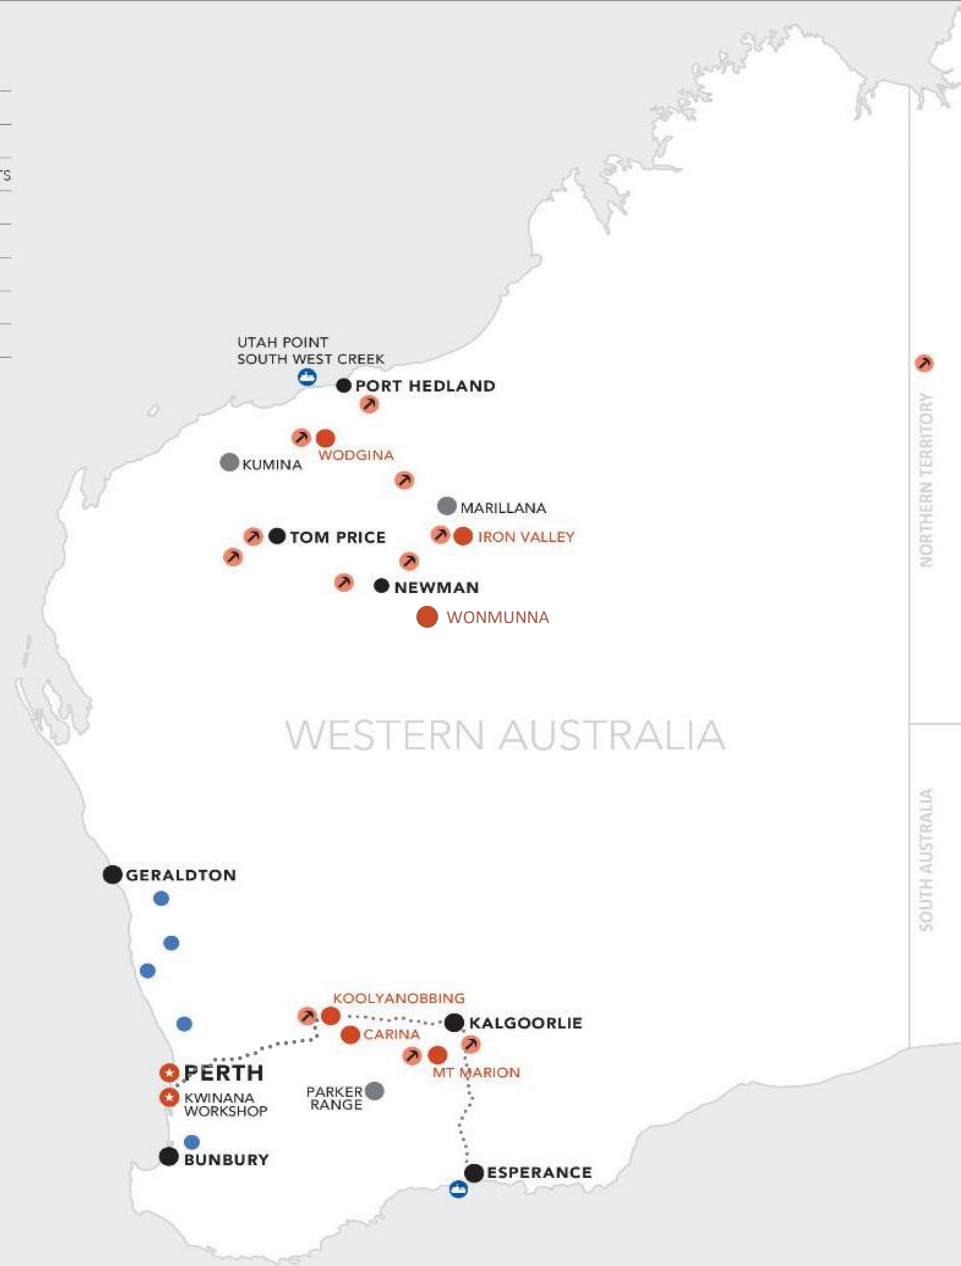 TS
UTAH POINT
SOUTH WEST CREEK
PORT HEDLAND
WODGINA
KUMINA
MARILLANA
TOM PRICE
IRON VALLEY
NEWMAN
WONMUNNA
NORTHERN TERRITORY
WESTERN AUSTRALIA
SOUTH AUSTRALIA
GERALDTON
KOOLYANOBBING
KALGOORLIE
CARINA
MT MARION
PERTH
KWINANA
WORKSHOP
PARKER
RANGE
BUNBURY
ESPERANCE